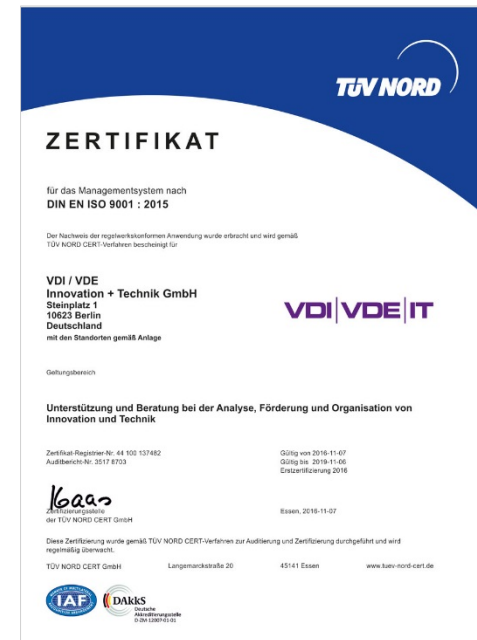 TÜV NORD
ZERTIFIKAT
für das Managementsystem nach
DIN EN ISO 9001 : 2015
Der Nachweis der regelwerkskonformen Anwendung wurde erbracht und wird gemäß
TÜV NORD CERT-Verfahren bescheinigt für
VDI / VDE
Innovation + Technik GmbH
Steinplatz 1
10623 Berlin
Deutschland
mit den Standorten gemäß Anlage
VDI|VDE|IT
Geltungsbereich
Unterstützung und Beratung bei der Analyse, Förderung und Organisation von
Innovation und Technik
Zertifikat-Registrier-Nr. 44 100 137482
Auditbericht-Nr. 3517 8703
Gültig von 2016-11-07
Gültig bis 2019-11-06
Erstzertifizierung 2016
Zertifizierungsstelle
der TÜV NORD CERT GmbH
Essen, 2016-11-07
Diese Zertifizierung wurde gemäß TÜV NORD CERT-Verfahren zur Auditierung und Zertifizierung durchgeführt und wird
regelmäßig überwacht.
TÜV NORD CERT GmbH Langemarckstraße 20 45141 Essen www.tuev-nord-cert.de
IAF
DAkkS
Deutsche
Akkreditierungsstelle
D-ZM-12007-01-01